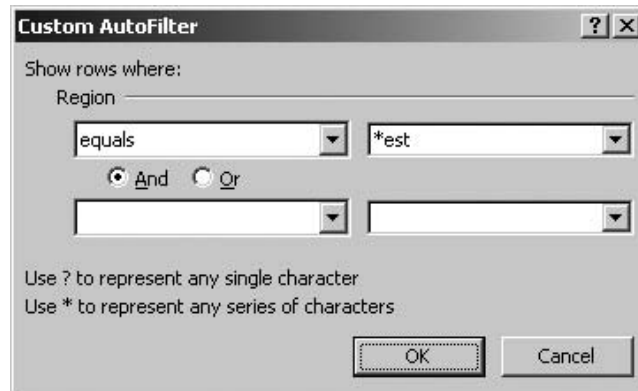 Custom AutoFilter ? X
Show rows where:
Region
equals *est
And Or
Use ? to represent any single character
Use * to represent any series of characters
OK Cancel